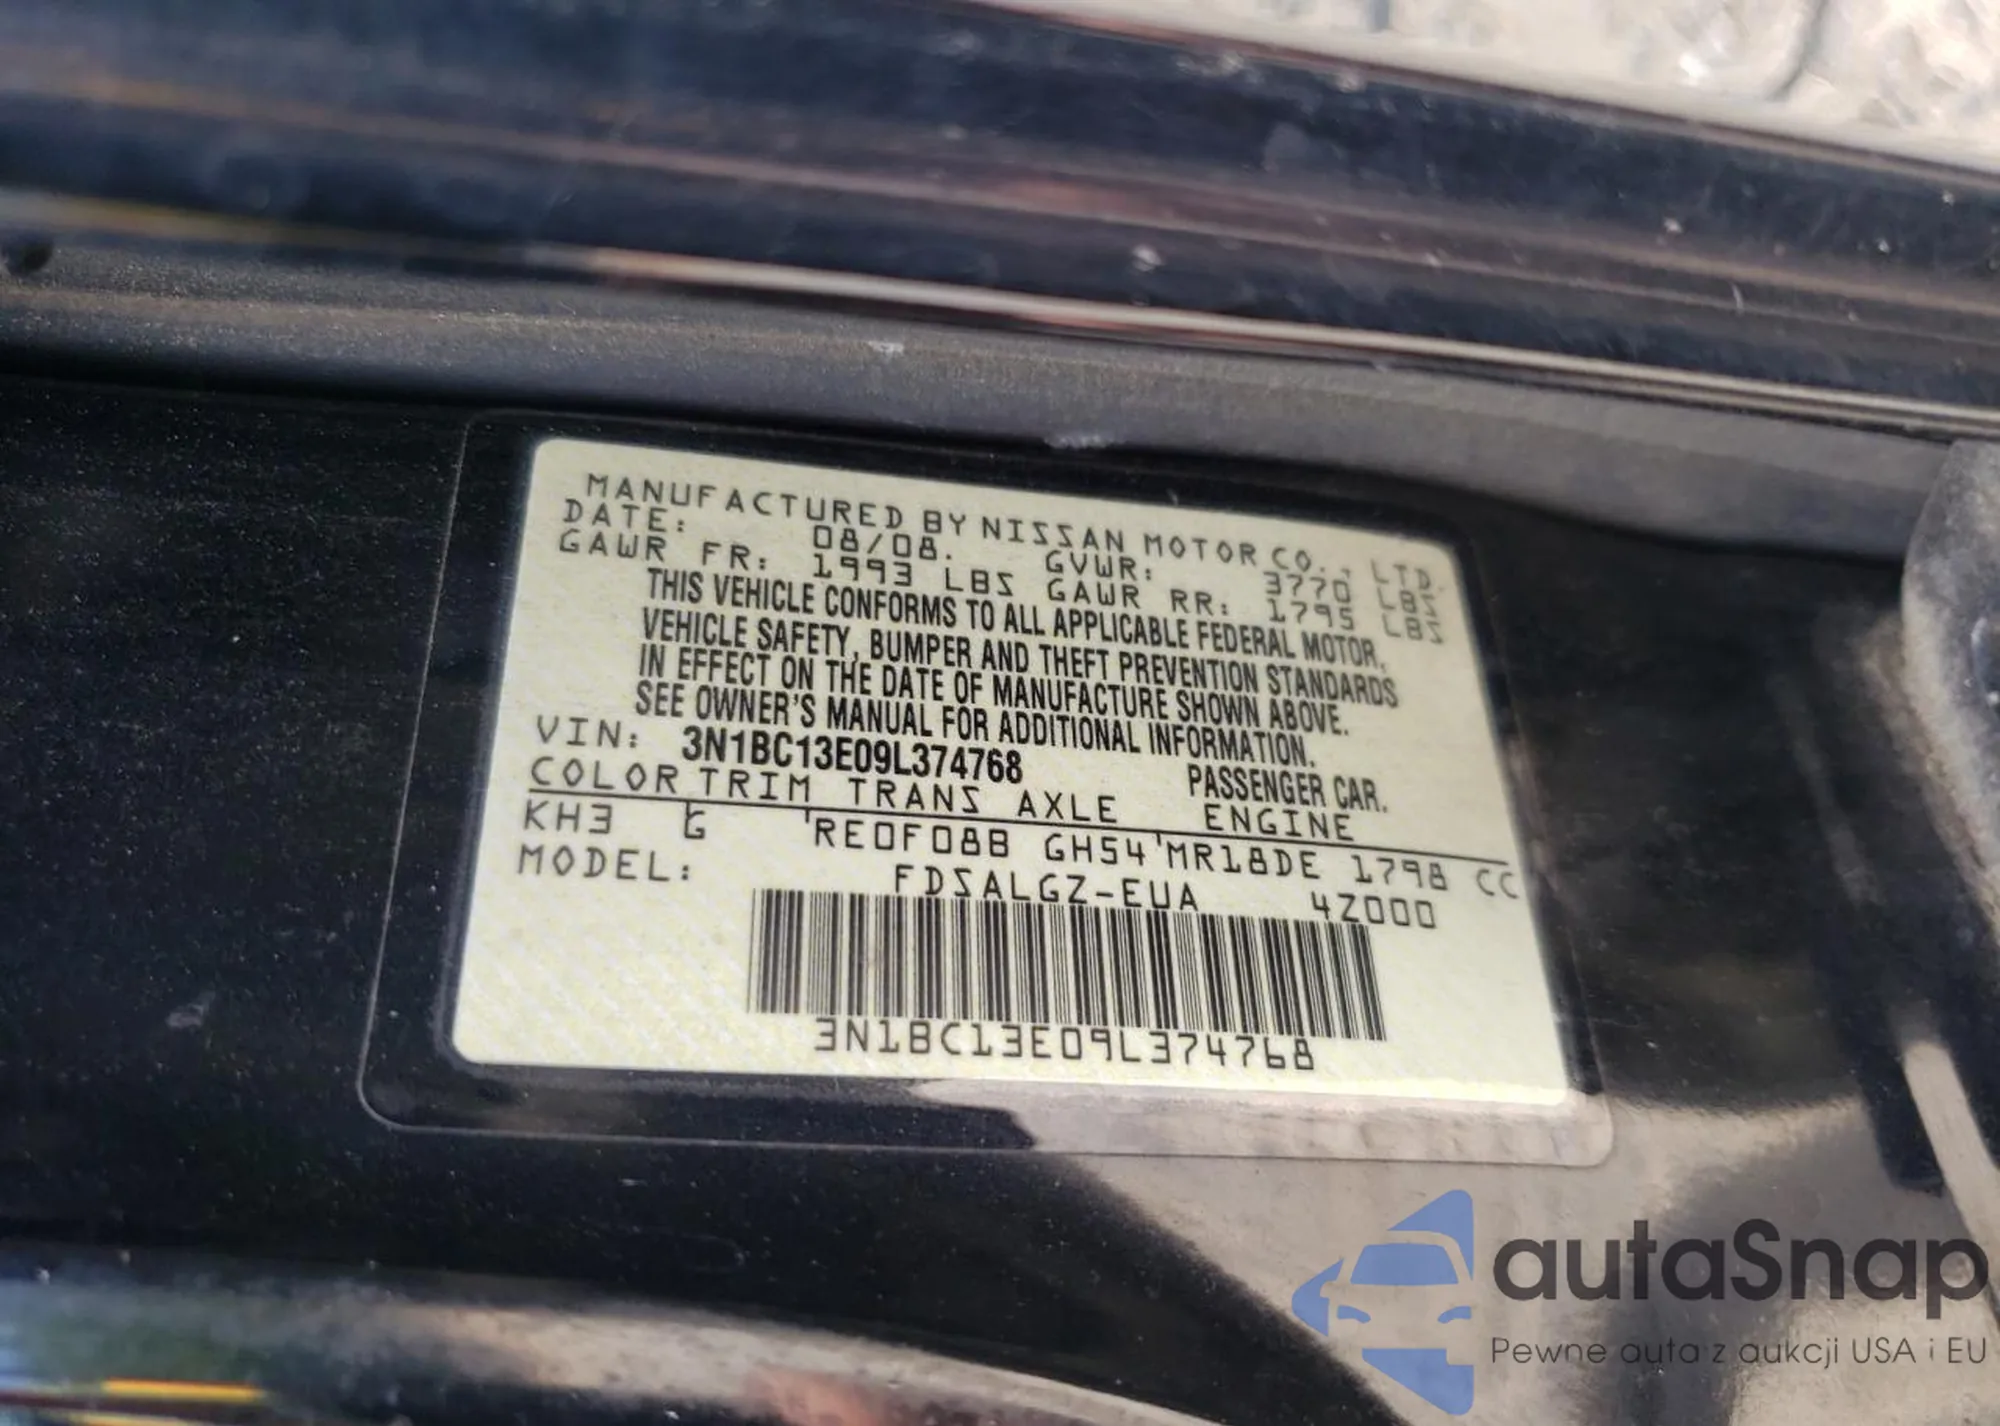 MANUFACTURED BY NISSAN MOTOR CO., LTD.
DATE: 08/08. GVWR: 3770 LBS
GAWR FR: 1993 LBS GAWR RR: 1795 LBS
THIS VEHICLE CONFORMS TO ALL APPLICABLE FEDERAL MOTOR.
VEHICLE SAFETY, BUMPER AND THEFT PREVENTION STANDARDS
IN EFFECT ON THE DATE OF MANUFACTURE SHOWN ABOVE.
SEE OWNER'S MANUAL FOR ADDITIONAL INFORMATION.
VIN: 3N1BC13E09L374768 PASSENGER CAR.
COLOR TRIM TRANS AXLE ENGINE
KH3 G 'RE0F08B GH54'MR18DE 1798 CC
MODEL: FDSALGZ-EUA 4Z000
3N1BC13E09L374768
autaSnap
Pewne auta z aukcji USA i EU